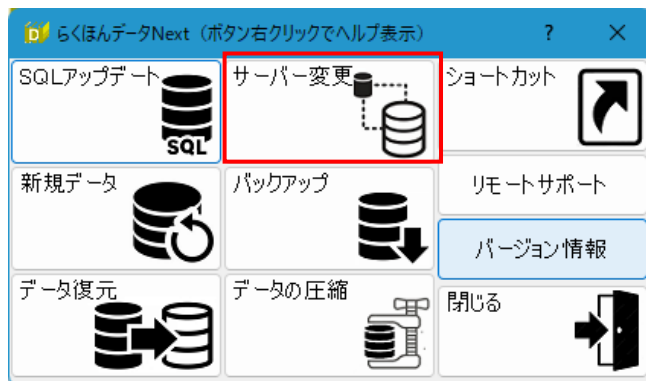 らくほんデータNext（ボタン右クリックでヘルプ表示）
?
SQLアップデート
サーバー変更
ショートカット
SQL
新規データ
バックアップ
リモートサポート
バージョン情報
データ復元
データの圧縮
閉じる